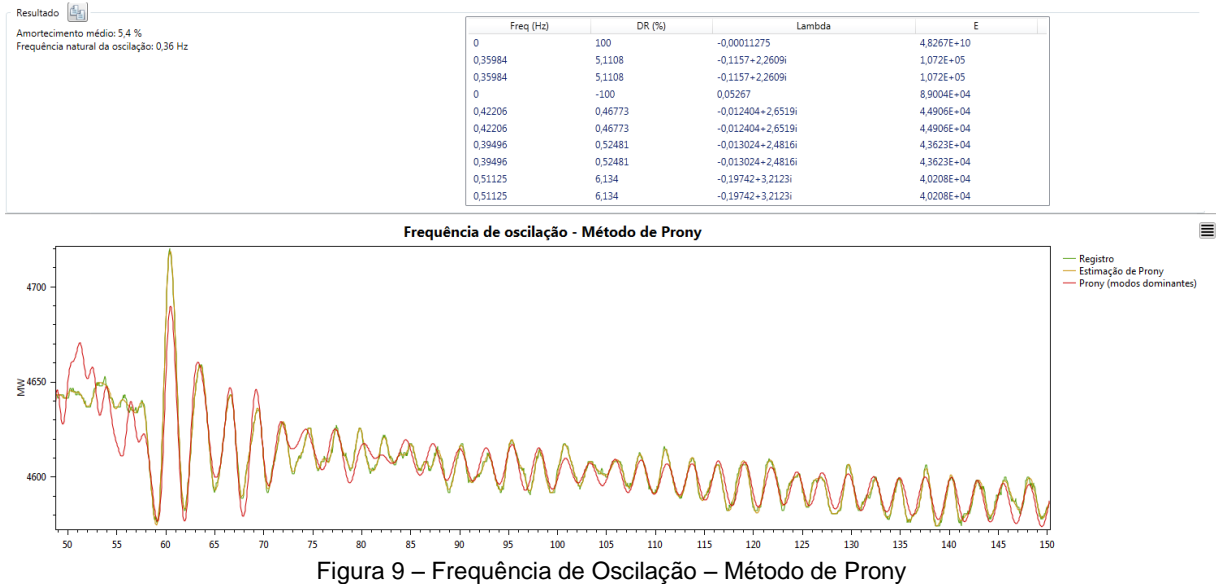 Resultado
Amortecimento médio: 5,4 %
Frequência natural da oscilação: 0,36 Hz
Freq (Hz) DR (%) Lambda E
0 100 -0,00011275 4,8267E+10
0,35984 5,1108 -0,1157+2,2609i 1,072E+05
0,35984 5,1108 -0,1157+2,2609i 1,072E+05
0 -100 0,05267 8,9004E+04
0,42206 0,46773 -0,012404+2,6519i 4,4906E+04
0,42206 0,46773 -0,012404+2,6519i 4,4906E+04
0,39496 0,52481 -0,013024+2,4816i 4,3623E+04
0,39496 0,52481 -0,013024+2,4816i 4,3623E+04
0,51125 6,134 -0,19742+3,2123i 4,0208E+04
0,51125 6,134 -0,19742+3,2123i 4,0208E+04
Frequência de oscilação - Método de Prony
Registro
Estimação de Prony
Prony (modos dominantes)
4700
4650
4600
MW
50 55 60 65 70 75 80 85 90 95 100 105 110 115 120 125 130 135 140 145 150
Figura 9 – Frequência de Oscilação – Método de Prony